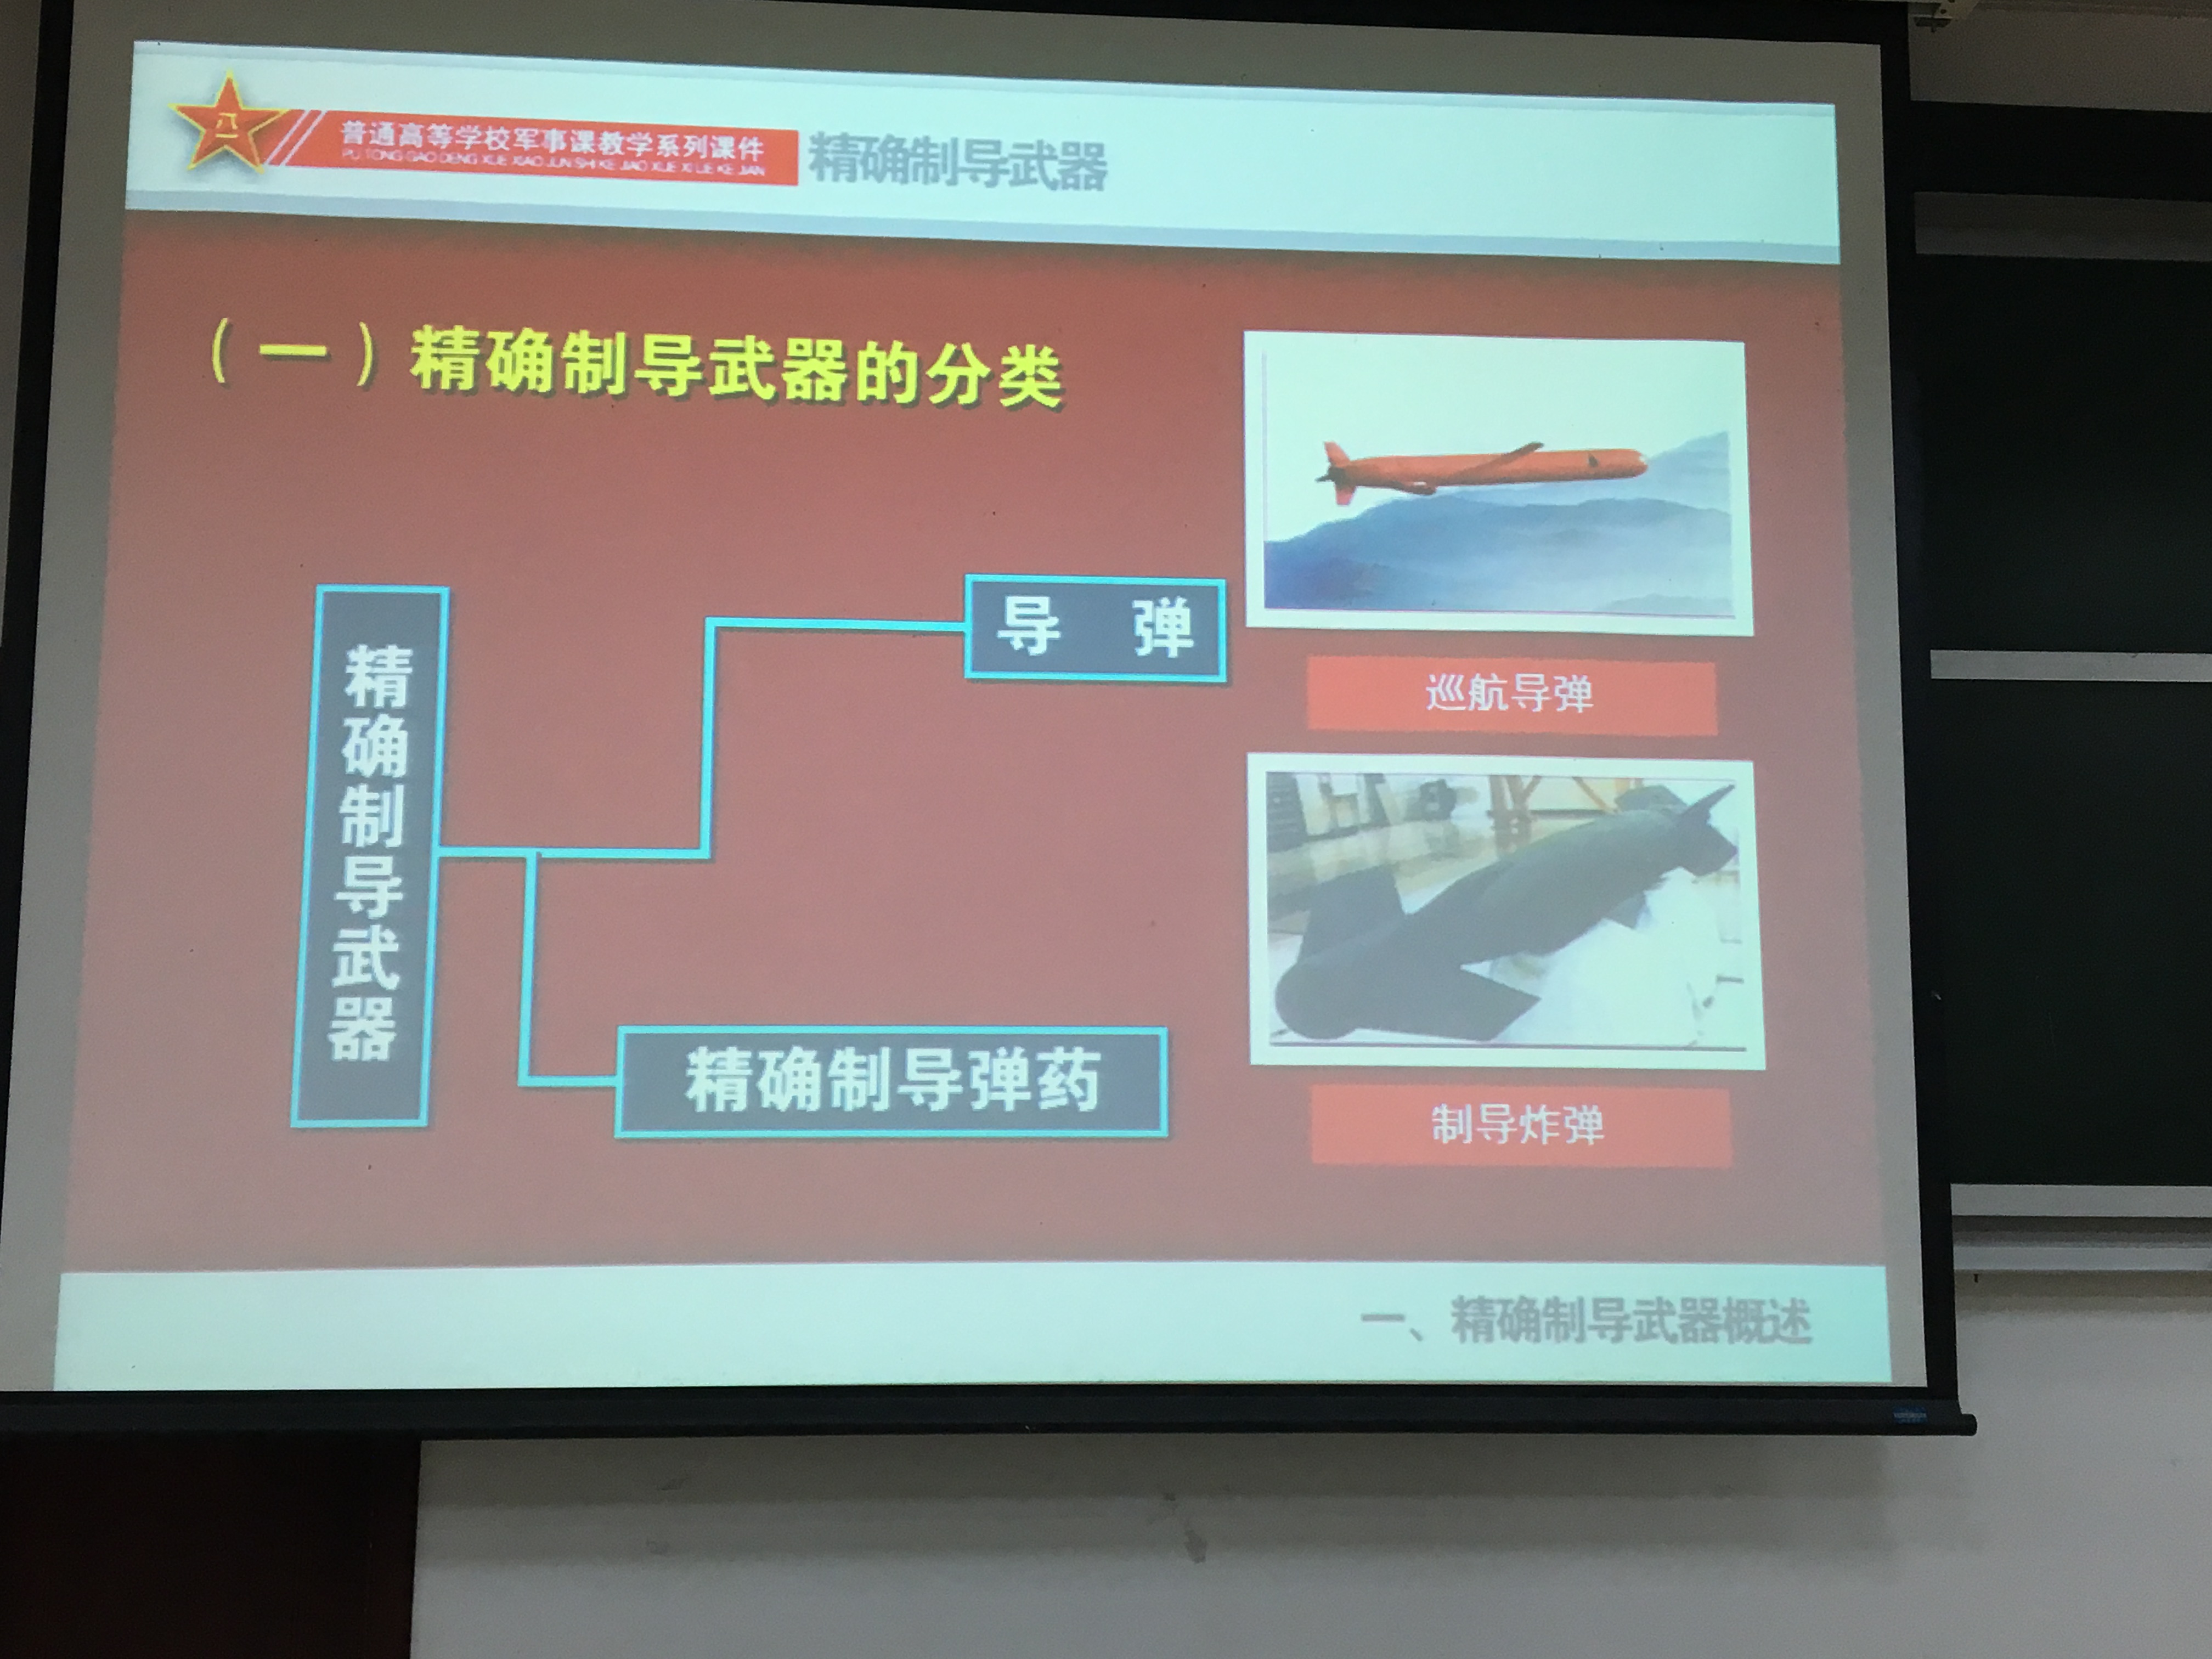 八一
普通高等学校军事课教学系列课件
PU TONG GAO DENG XUE XIAO JUN SHI KE JIAO XUE XI LIE KE JIAN
精确制导武器
（一）精确制导武器的分类
精确制导武器
导 弹
巡航导弹
精确制导弹药
制导炸弹
一、精确制导武器概述